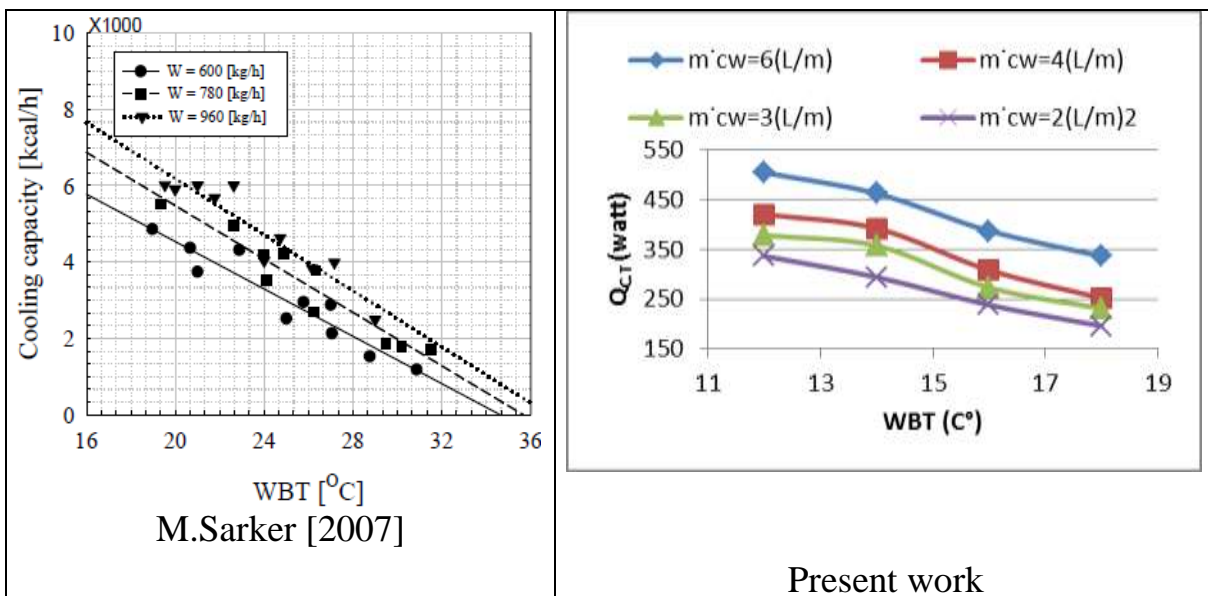 X1000
10
8
6
4
2
0
Cooling capacity [kcal/h]
W = 600 [kg/h]
W = 780 [kg/h]
W = 960 [kg/h]
16 20 24 28 32 36
WBT [°C]
M.Sarker [2007]
m˙cw=6(L/m) m˙cw=4(L/m)
m˙cw=3(L/m) m˙cw=2(L/m)2
550
450
350
250
150
Q_C.T (watt)
11 13 15 17 19
WBT (C°)
Present work